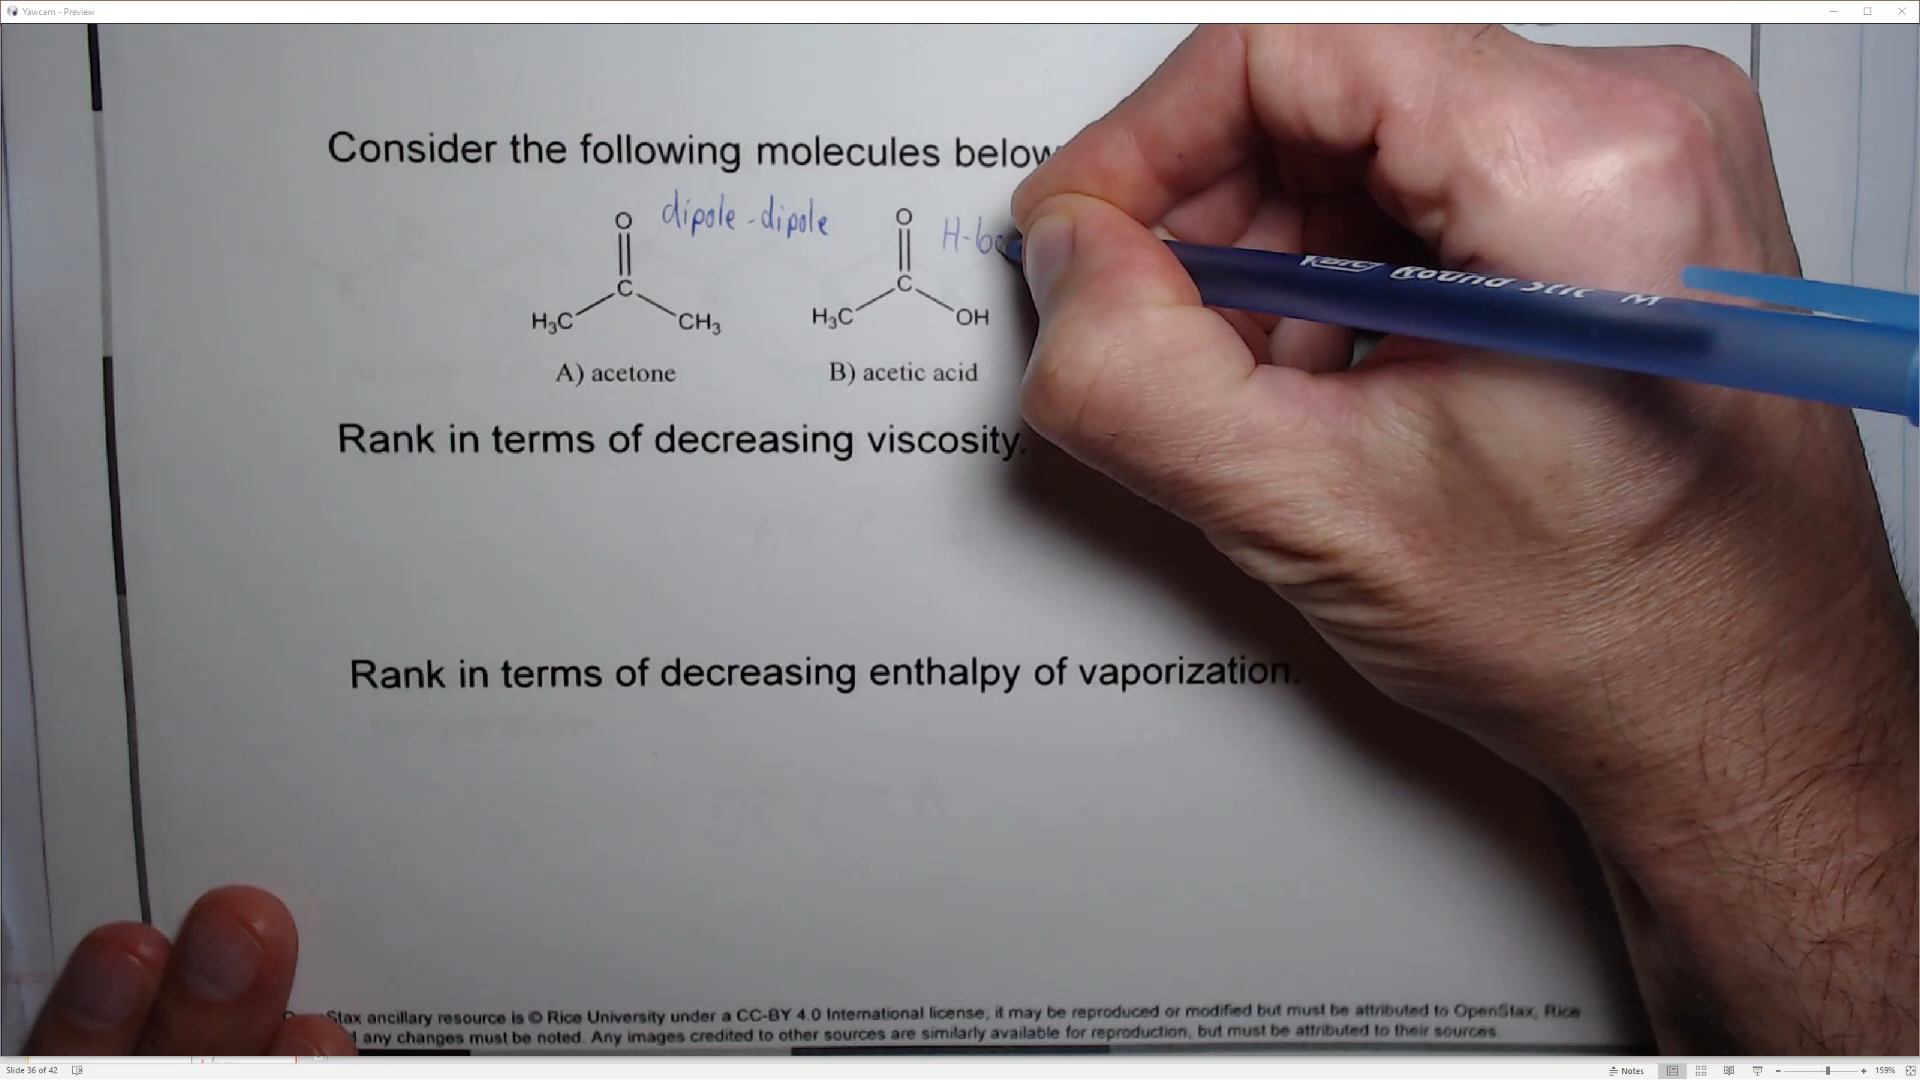 Yawcam - Preview
Consider the following molecules below
O dipole-dipole O H-bo
C C
H₃C CH₃ H₃C OH
A) acetone B) acetic acid
Rank in terms of decreasing viscosity.
Round Stic M
Rank in terms of decreasing enthalpy of vaporization.
Stax ancillary resource is © Rice University under a CC-BY 4.0 International license; it may be reproduced or modified but must be attributed to OpenStax, Rice
any changes must be noted. Any images credited to other sources are similarly available for reproduction, but must be attributed to their sources.
Slide 36 of 42 Notes 159%